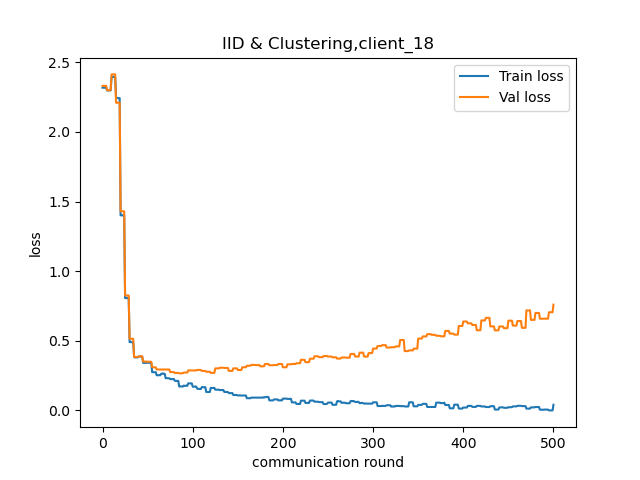 IID & Clustering,client_18
Train loss
Val loss
2.5
2.0
1.5
1.0
0.5
0.0
loss
0
100
200
300
400
500
communication round